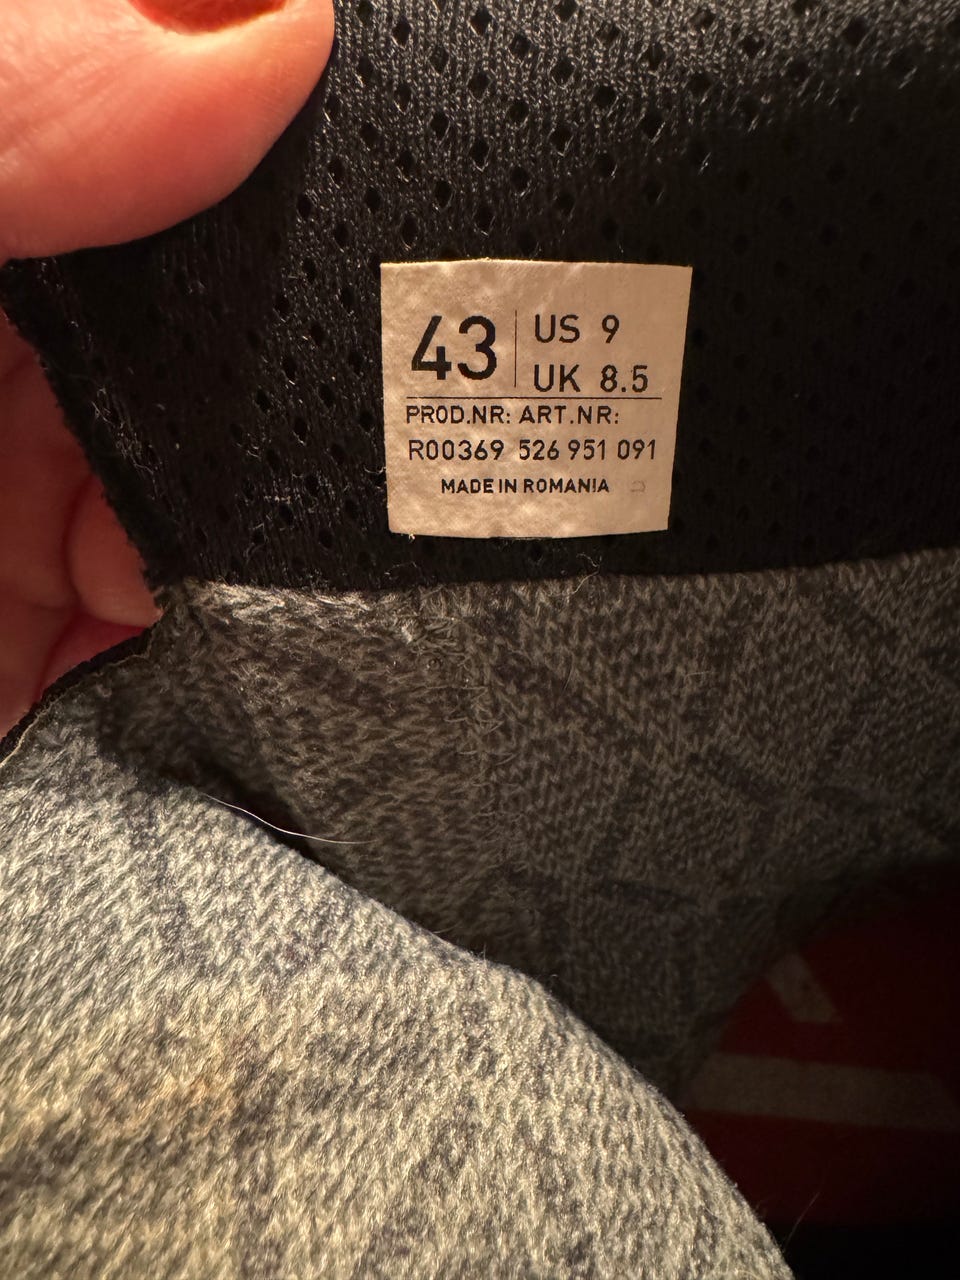 43 US 9
UK 8.5
PROD.NR: ART.NR:
R00369 526 951 091
MADE IN ROMANIA